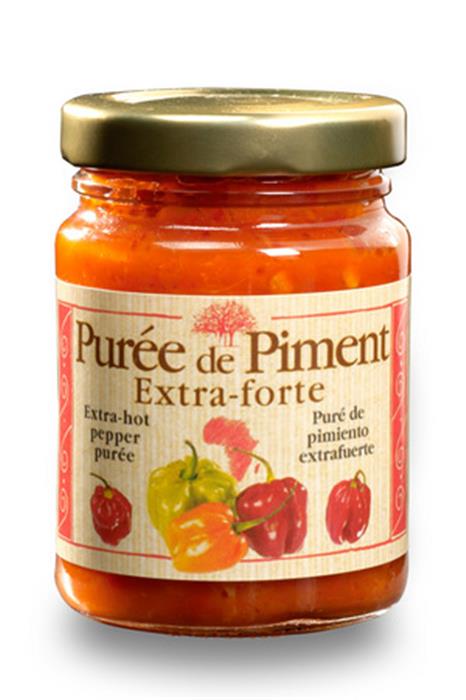 Purée de Piment
Extra-forte
Extra-hot
pepper
purée
Puré de
pimiento
extrafuerte